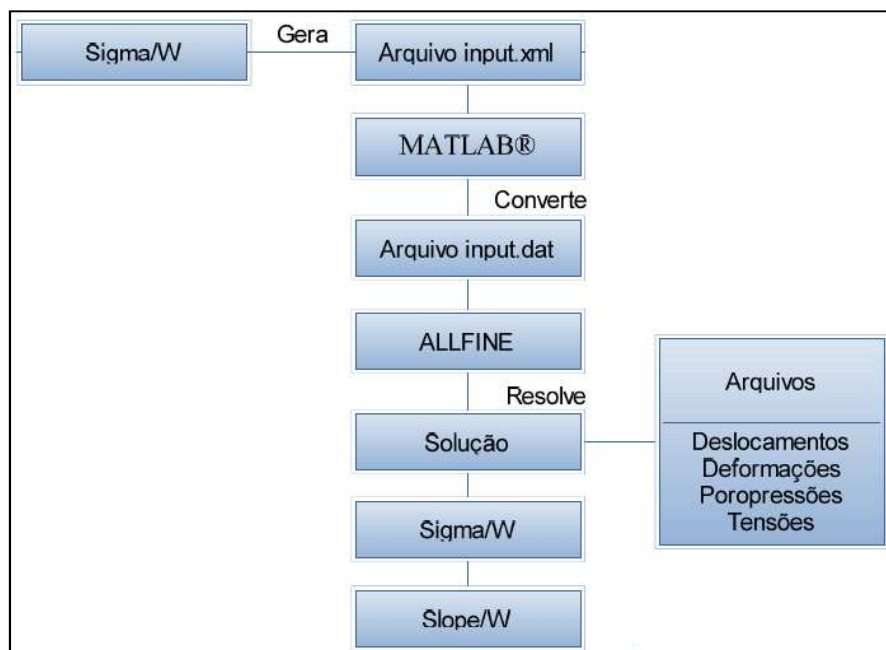 Sigma/W
Gera
Arquivo input.xml
MATLAB®
Converte
Arquivo input.dat
ALLFINE
Resolve
Solução
Arquivos
Deslocamentos
Deformações
Poropressões
Tensões
Sigma/W
Slope/W